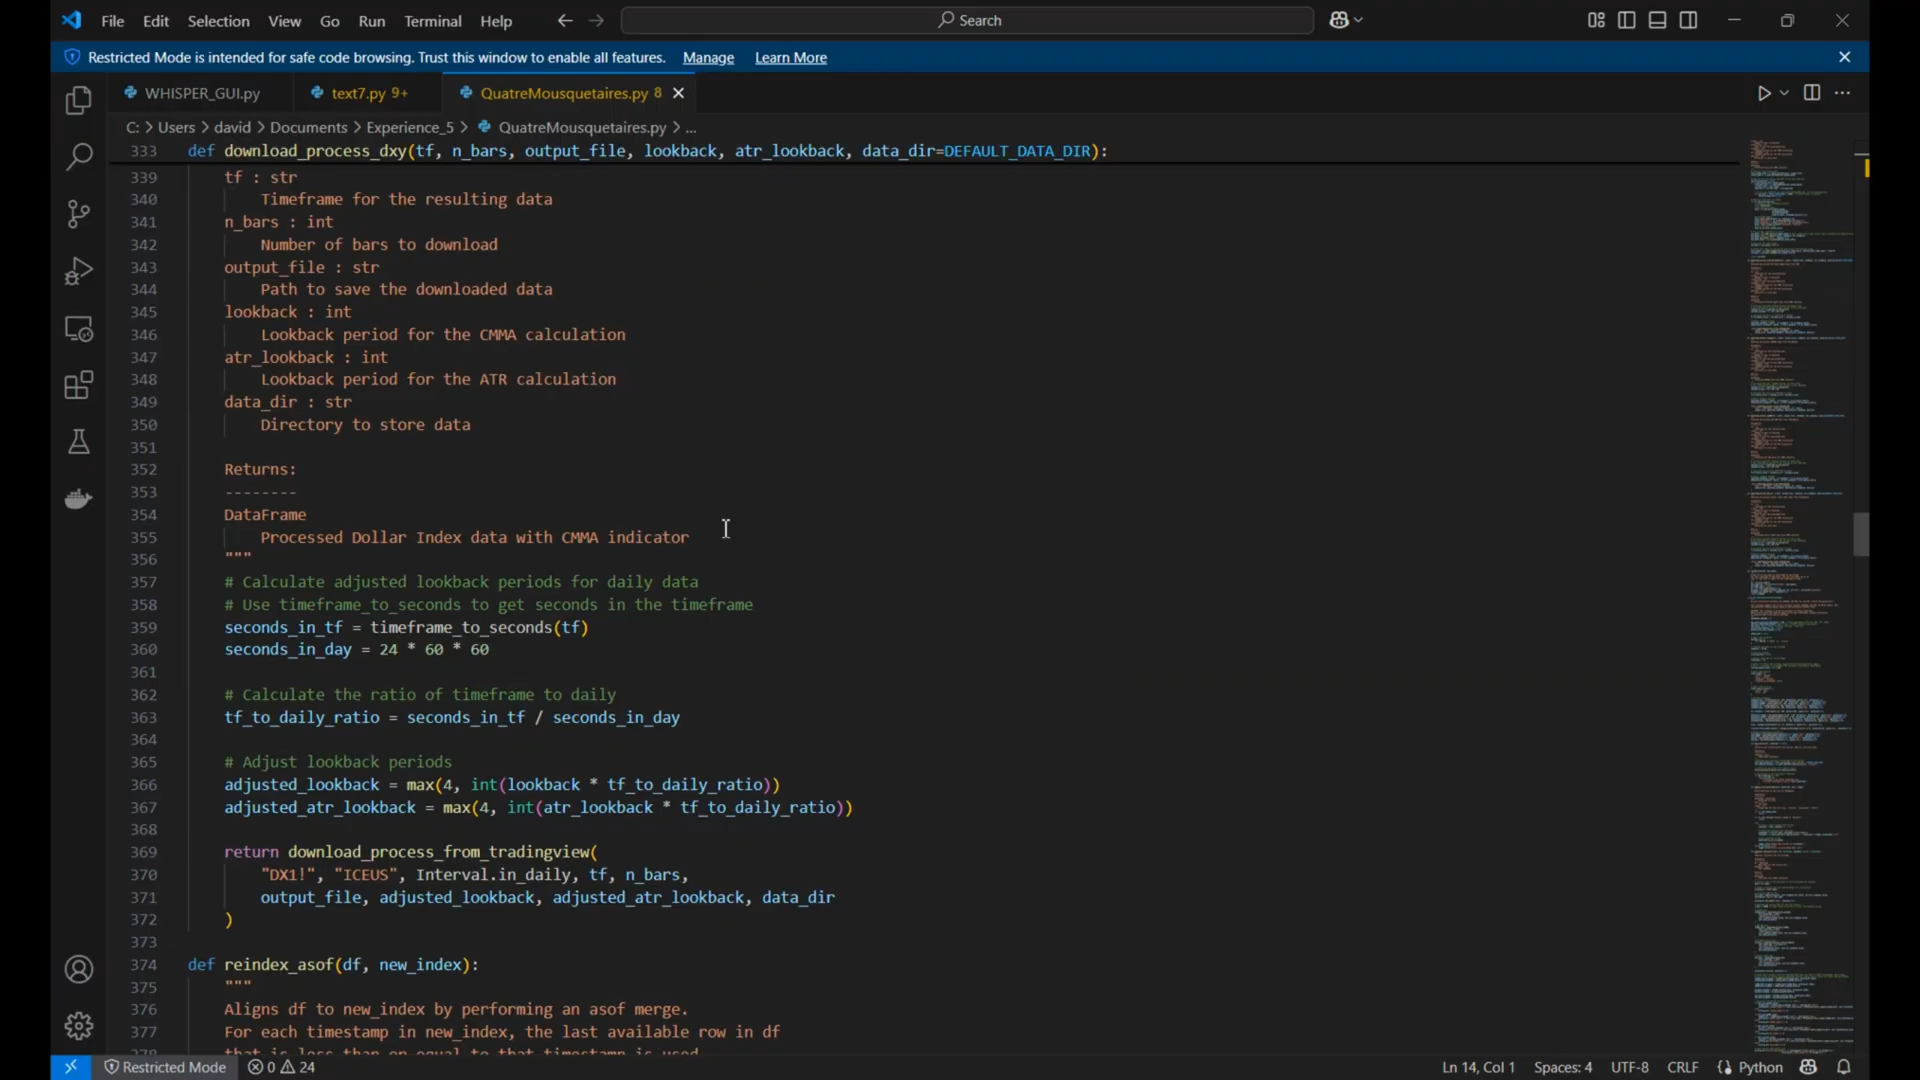 File Edit Selection View Go Run Terminal Help Search
Restricted Mode is intended for safe code browsing. Trust this window to enable all features. Manage Learn More
WHISPER_GUI.py text7.py 9+ QuatreMousquetaires.py 8
C: > Users > david > Documents > Experience_5 > QuatreMousquetaires.py > ...
333 def download_process_dxy(tf, n_bars, output_file, lookback, atr_lookback, data_dir=DEFAULT_DATA_DIR):
339 tf : str
340 Timeframe for the resulting data
341 n_bars : int
342 Number of bars to download
343 output_file : str
344 Path to save the downloaded data
345 lookback : int
346 Lookback period for the CMMA calculation
347 atr_lookback : int
348 Lookback period for the ATR calculation
349 data_dir : str
350 Directory to store data
351
352 Returns:
353 --------
354 DataFrame
355 Processed Dollar Index data with CMMA indicator
356 """
357 # Calculate adjusted lookback periods for daily data
358 # Use timeframe_to_seconds to get seconds in the timeframe
359 seconds_in_tf = timeframe_to_seconds(tf)
360 seconds_in_day = 24 * 60 * 60
361
362 # Calculate the ratio of timeframe to daily
363 tf_to_daily_ratio = seconds_in_tf / seconds_in_day
364
365 # Adjust lookback periods
366 adjusted_lookback = max(4, int(lookback * tf_to_daily_ratio))
367 adjusted_atr_lookback = max(4, int(atr_lookback * tf_to_daily_ratio))
368
369 return download_process_from_tradingview(
370 "DX1!", "ICEUS", Interval.in_daily, tf, n_bars,
371 output_file, adjusted_lookback, adjusted_atr_lookback, data_dir
372 )
373
374 def reindex_asof(df, new_index):
375 """
376 Aligns df to new_index by performing an asof merge.
377 For each timestamp in new_index, the last available row in df
378 that is less than or equal to that timestamp is used
Restricted Mode 0 24 Ln 14, Col 1 Spaces: 4 UTF-8 CRLF Python